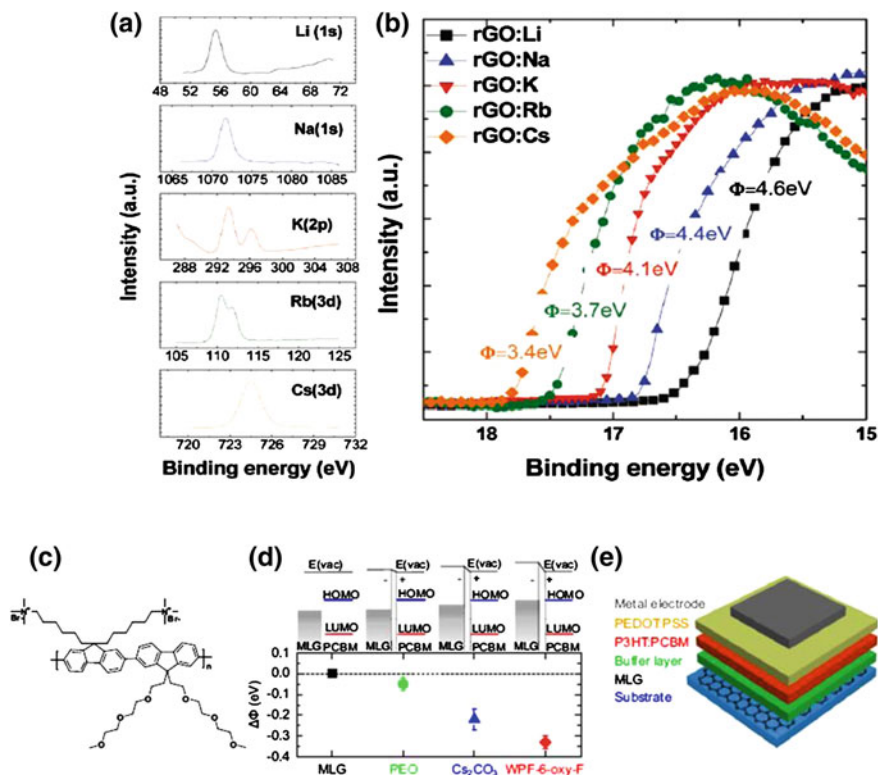 (a)
Li (1s)
48 52 56 60 64 68 72
Na(1s)
1065 1070 1075 1080 1085
K(2p)
288 292 296 300 304 308
Rb(3d)
105 110 115 120 125
Cs(3d)
720 723 726 729 732
Intensity (a.u.)
Binding energy (eV)
(b)
rGO:Li
rGO:Na
rGO:K
rGO:Rb
rGO:Cs
Φ=4.6eV
Φ=4.4eV
Φ=4.1eV
Φ=3.7eV
Φ=3.4eV
Intensity (a.u.)
18 17 16 15
Binding energy (eV)
(c)
Br-
N+
N+
Br-
n
O O
O O
O O
(d)
E(vac) E(vac) E(vac) E(vac)
- + - + - +
HOMO HOMO HOMO HOMO
LUMO LUMO LUMO LUMO
MLG PCBM MLG PCBM MLG PCBM MLG PCBM
0.1
0.0
-0.1
-0.2
-0.3
-0.4
ΔΦ (eV)
MLG PEO Cs₂CO₃ WPF-6-oxy-F
(e)
Metal electrode
PEDOT:PSS
P3HT:PCBM
Buffer layer
MLG
Substrate